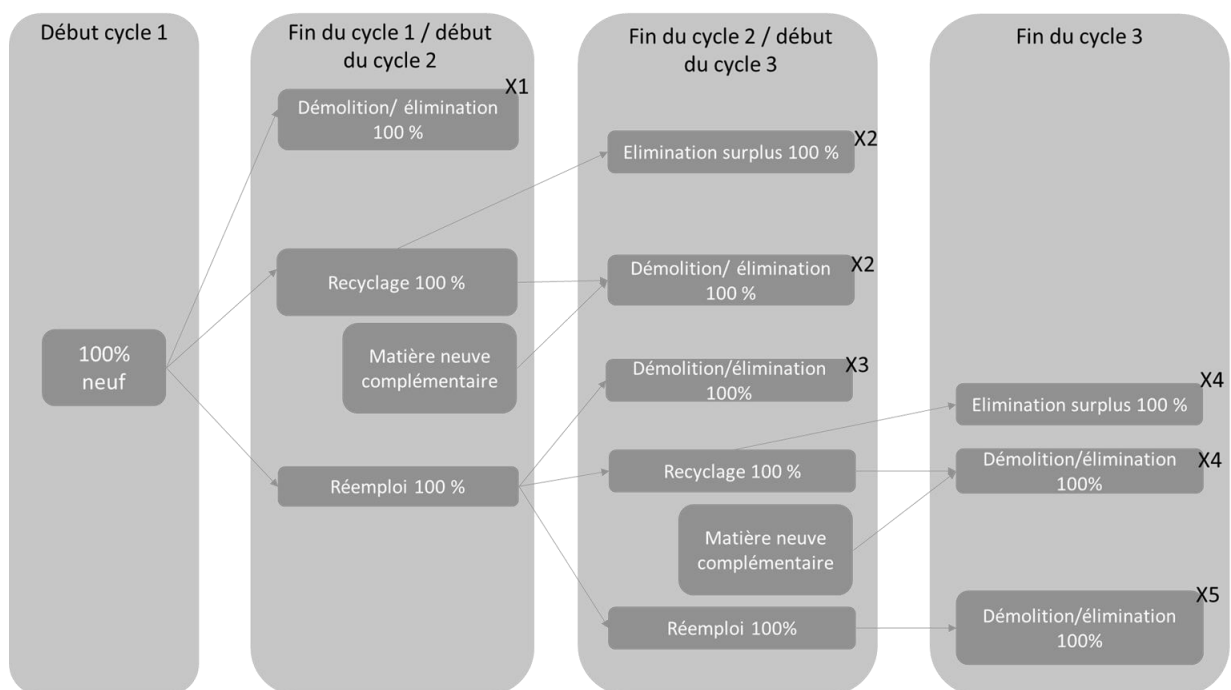 Début cycle 1
100%
neuf
Fin du cycle 1 / début
du cycle 2
X1
Démolition/ élimination
100 %
Recyclage 100 %
Matière neuve
complémentaire
Réemploi 100 %
Fin du cycle 2 / début
du cycle 3
X2
Elimination surplus 100 %
X2
Démolition/ élimination
100 %
X3
Démolition/élimination
100%
Recyclage 100 %
Matière neuve
complémentaire
Réemploi 100%
Fin du cycle 3
X4
Elimination surplus 100 %
X4
Démolition/élimination
100%
X5
Démolition/élimination
100%